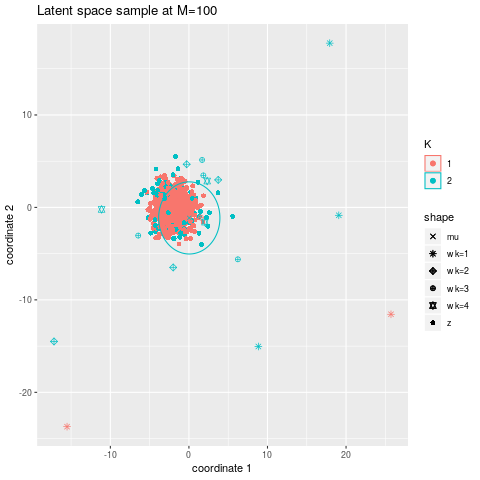 Latent space sample at M=100
10
0
-10
-20
coordinate 2
-10
0
10
20
coordinate 1
K
1
2
shape
mu
w k=1
w k=2
w k=3
w k=4
z